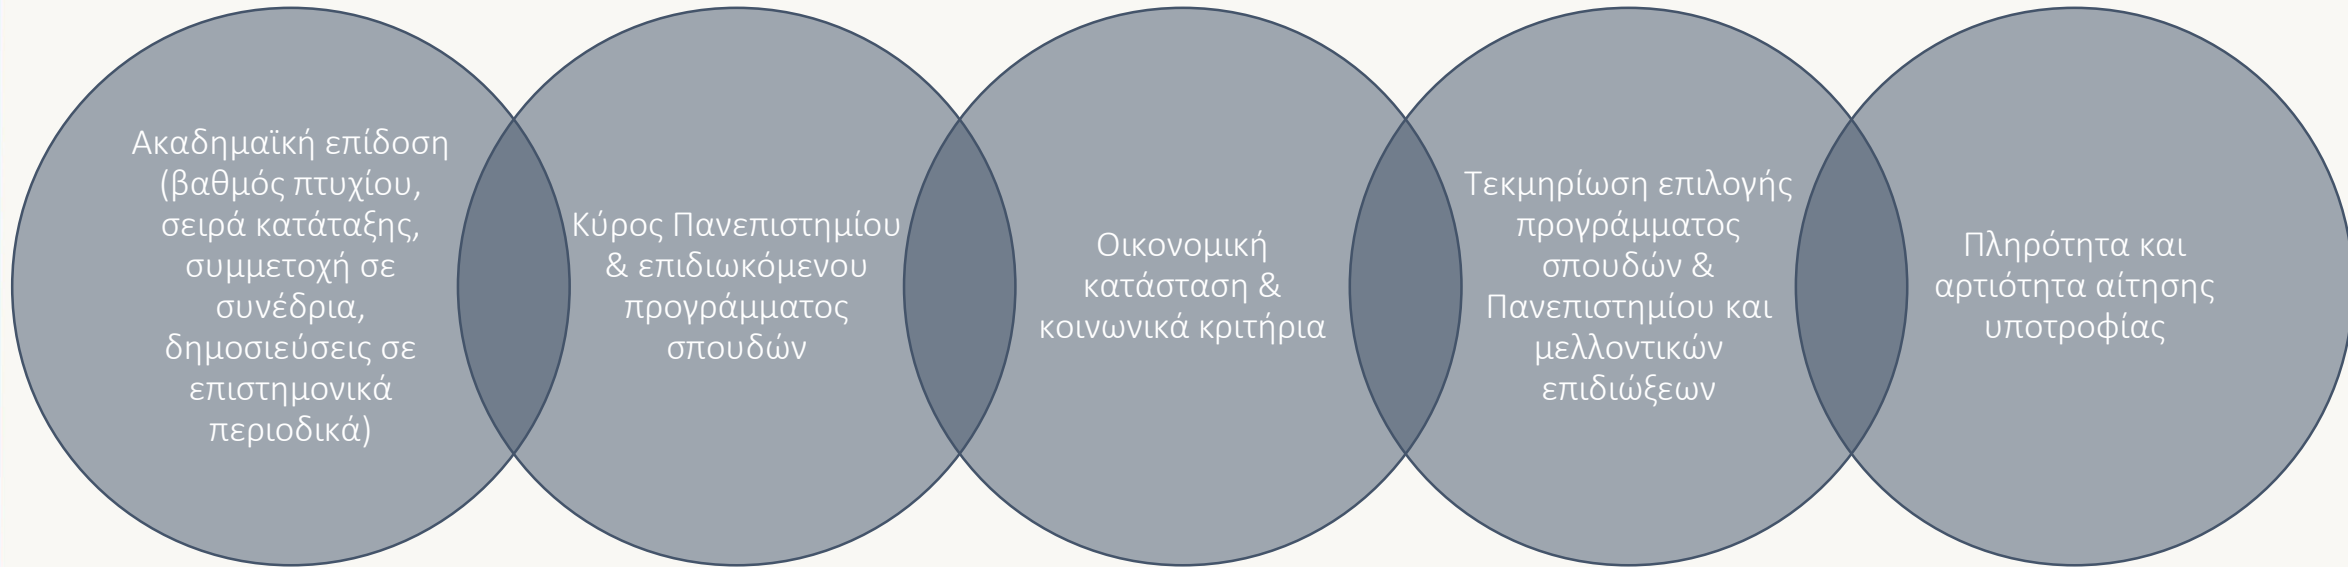 Ακαδημαϊκή επίδοση
(βαθμός πτυχίου,
σειρά κατάταξης,
συμμετοχή σε
συνέδρια,
δημοσιεύσεις σε
επιστημονικά
περιοδικά)
Κύρος Πανεπιστημίου
& επιδιωκόμενου
προγράμματος
σπουδών
Οικονομική
κατάσταση &
κοινωνικά κριτήρια
Τεκμηρίωση επιλογής
προγράμματος
σπουδών &
Πανεπιστημίου και
μελλοντικών
επιδιώξεων
Πληρότητα και
αρτιότητα αίτησης
υποτροφίας